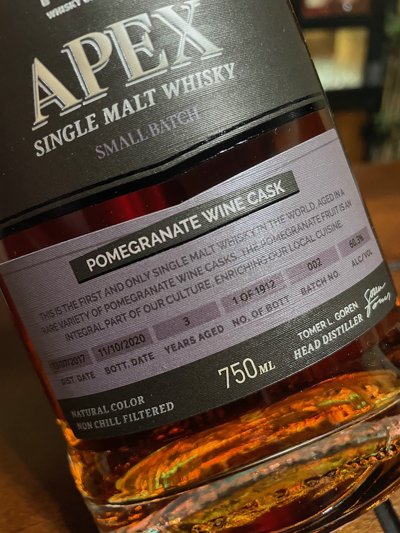 WHISKY
APEX
SINGLE MALT WHISKY
SMALL BATCH
POMEGRANATE WINE CASK
THIS IS THE FIRST AND ONLY SINGLE MALT WHISKY IN THE WORLD, AGED IN A
RARE VARIETY OF POMEGRANATE WINE CASKS. THE POMEGRANATE FRUIT IS AN
INTEGRAL PART OF OUR CULTURE, ENRICHING OUR LOCAL CUISINE
11/10/2020 3 1 OF 1912 002 60.3%
DIST. DATE BOTT. DATE YEARS AGED NO. OF BOTT BATCH NO. ALC/VOL
NATURAL COLOR
NON CHILL FILTERED
750ML
TOMER L. GOREN
HEAD DISTILLER